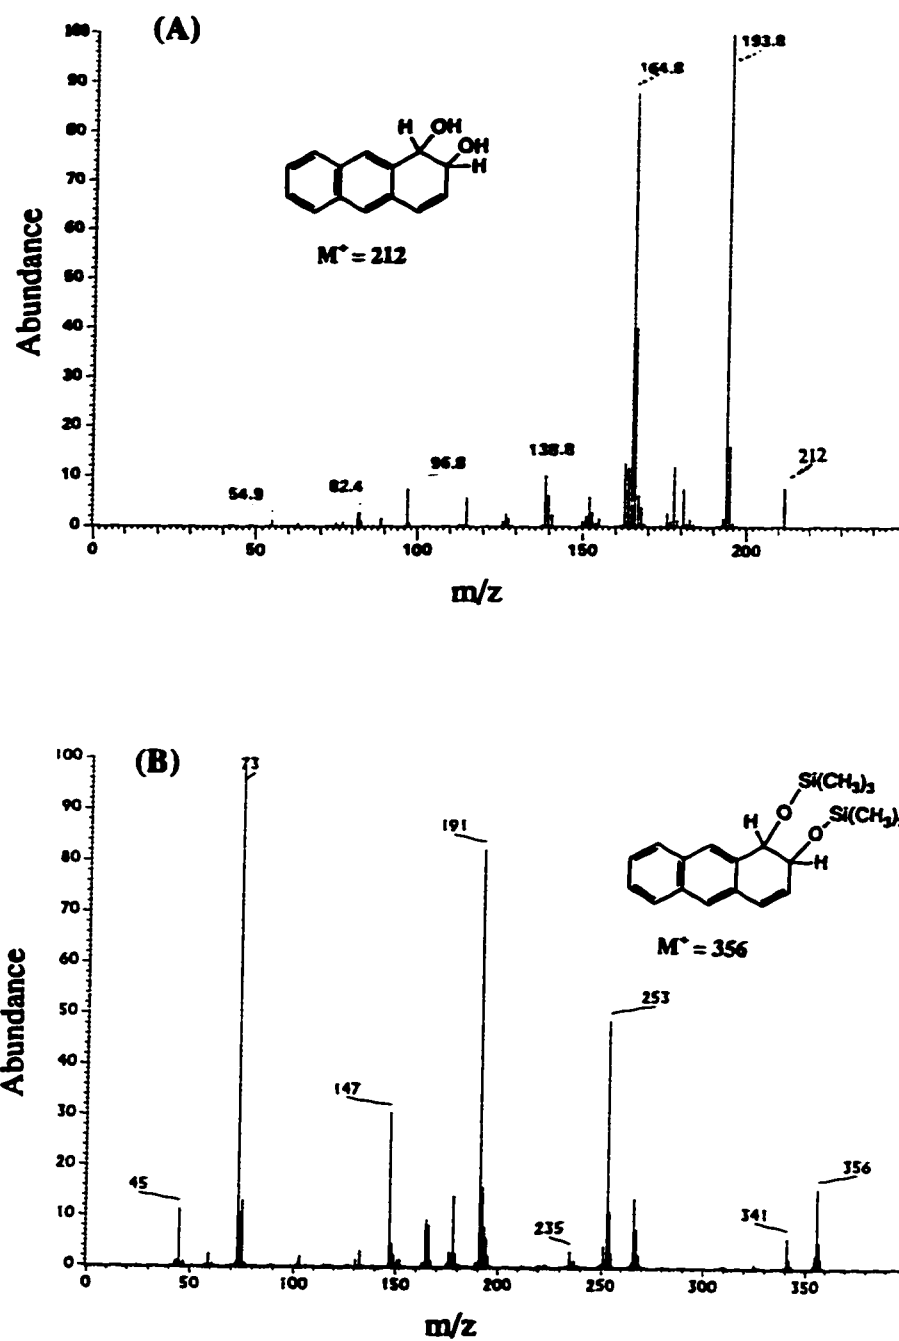 (A)
100
90
80
70
60
50
40
30
20
10
0
Abundance
193.8
164.8
H OH
OH
H
M⁺ = 212
54.9
82.4
96.8
138.8
212
0 50 100 150 200
m/z
(B)
100
90
80
70
60
50
40
30
20
10
0
Abundance
73
191
Si(CH₃)₃
O
Si(CH₃)
H
O
H
M⁺ = 356
253
147
45
235
341
356
0 50 100 150 200 250 300 350
m/z